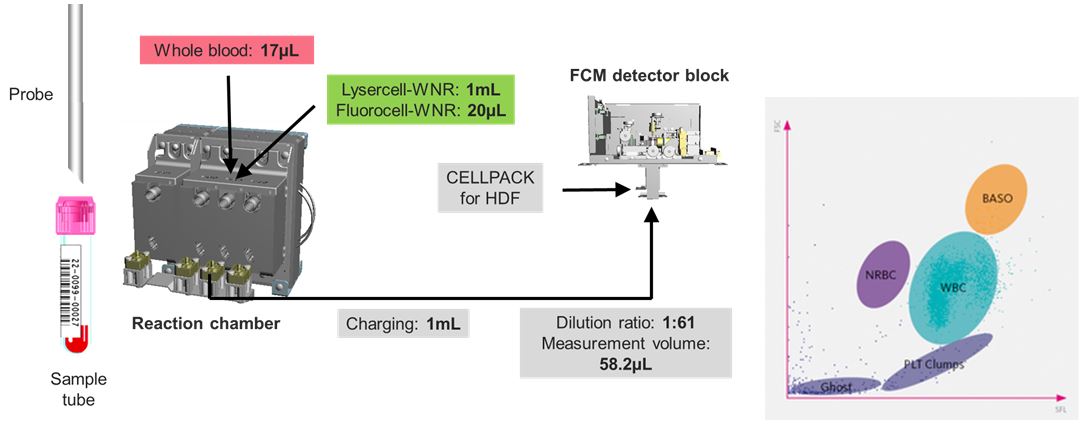 Whole blood: 17µL
Probe
Lysercell-WNR: 1mL
Fluorocell-WNR: 20µL
FCM detector block
CELLPACK
for HDF
22-0099-00027
Reaction chamber
Charging: 1mL
Dilution ratio: 1:61
Measurement volume:
58.2µL
Sample
tube
FSC
BASO
NRBC
WBC
PLT Clumps
Ghost
SFL